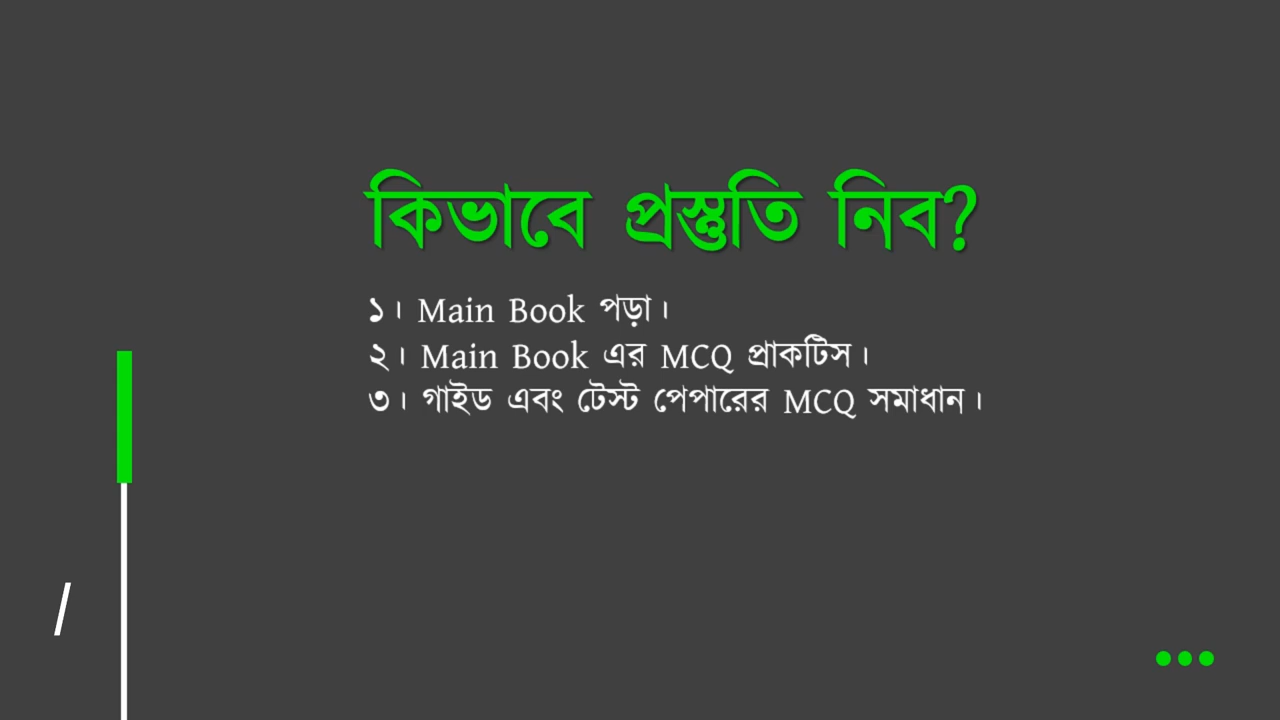 কিভাবে প্রস্তুতি নিব?
১। Main Book পড়া।
২। Main Book এর MCQ প্রাকটিস।
৩। গাইড এবং টেস্ট পেপারের MCQ সমাধান।
/